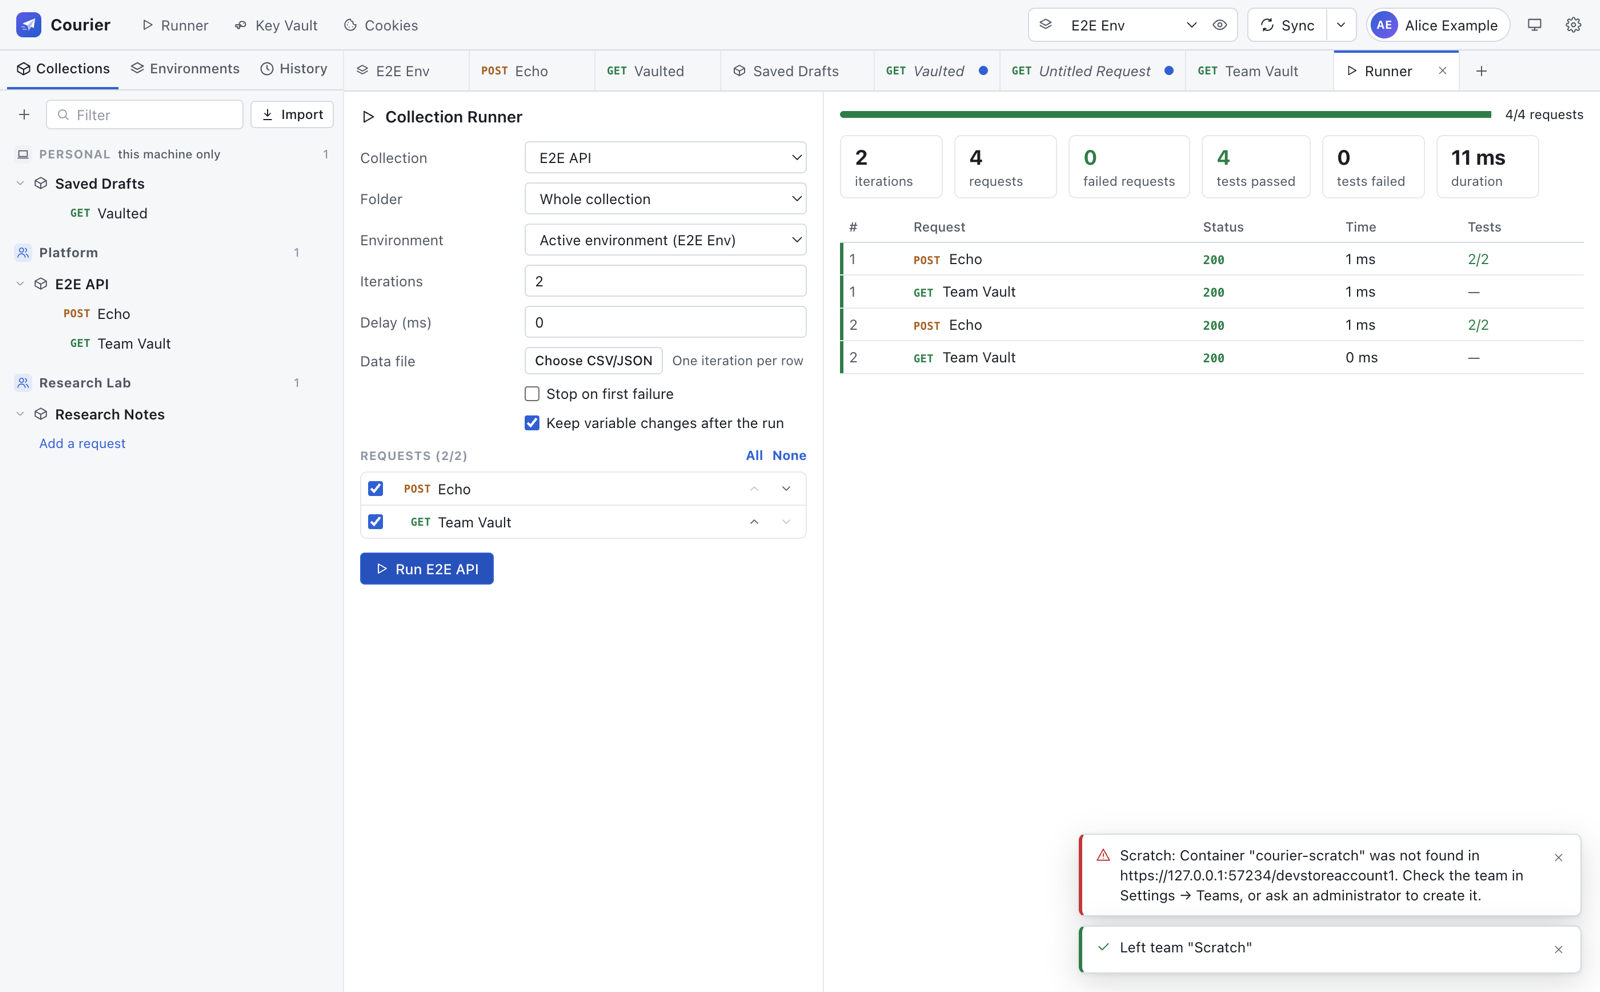 Courier
Runner
Key Vault
Cookies
E2E Env
Sync
AE
Alice Example
Collections
Environments
History
E2E Env
POST Echo
GET Vaulted
Saved Drafts
GET Vaulted
GET Untitled Request
GET Team Vault
Runner
Filter
Import
PERSONAL this machine only 1
Saved Drafts
GET Vaulted
Platform 1
E2E API
POST Echo
GET Team Vault
Research Lab 1
Research Notes
Add a request
Collection Runner
Collection E2E API
Folder Whole collection
Environment Active environment (E2E Env)
Iterations 2
Delay (ms) 0
Data file Choose CSV/JSON One iteration per row
Stop on first failure
Keep variable changes after the run
REQUESTS (2/2) All None
POST Echo
GET Team Vault
Run E2E API
4/4 requests
2 iterations
4 requests
0 failed requests
4 tests passed
0 tests failed
11 ms duration
# Request Status Time Tests
1 POST Echo 200 1 ms 2/2
1 GET Team Vault 200 1 ms —
2 POST Echo 200 1 ms 2/2
2 GET Team Vault 200 0 ms —
Scratch: Container "courier-scratch" was not found in
https://127.0.0.1:57234/devstoreaccount1. Check the team in
Settings → Teams, or ask an administrator to create it.
Left team "Scratch"